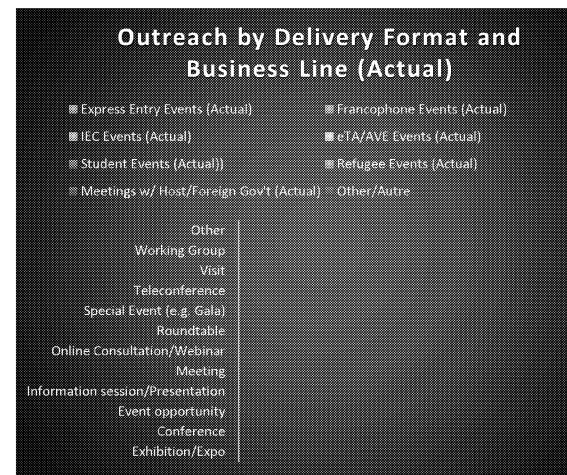 Outreach by Delivery Format and
Business Line (Actual)
Express Entry Events (Actual) Francophone Events (Actual)
IEC Events (Actual) eTA/AVE Events (Actual)
Student Events (Actual)) Refugee Events (Actual)
Meetings w/ Host/Foreign Gov't (Actual) Other/Autre
Other
Working Group
Visit
Teleconference
Special Event (e.g. Gala)
Roundtable
Online Consultation/Webinar
Meeting
Information session/Presentation
Event opportunity
Conference
Exhibition/Expo